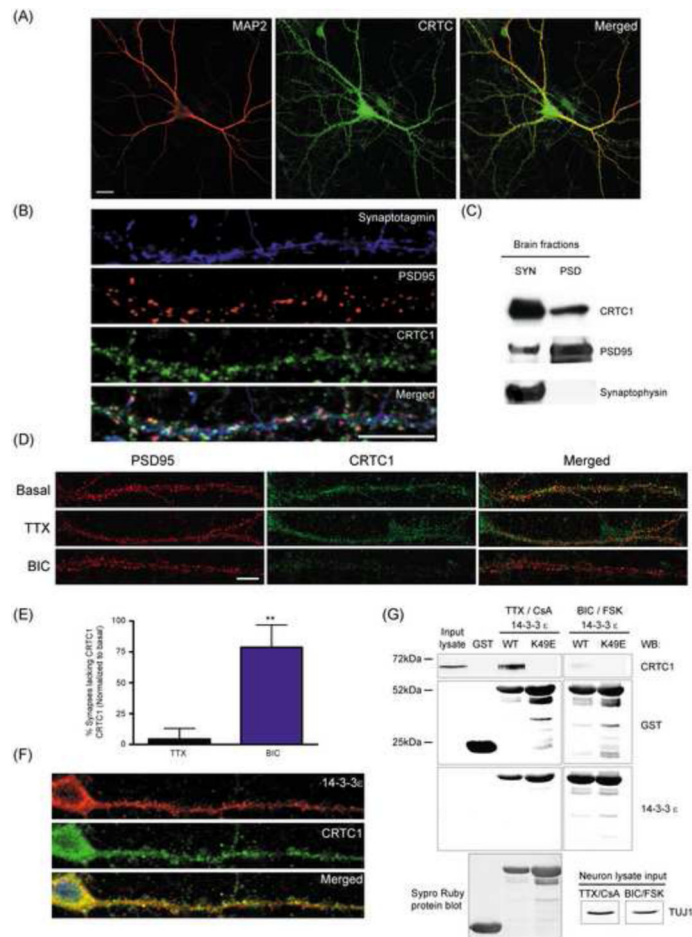 (A)
MAP2 CRTC Merged
(B)
Synaptotagmin
PSD95
CRTC1
Merged
(C)
Brain fractions
SYN PSD
CRTC1
PSD95
Synaptophysin
(D)
PSD95 CRTC1 Merged
Basal
TTX
BIC
(E)
% Synapses lacking CRTC1
CRTC1 (Normalized to basal)
100
75
50
25
0
**
TTX BIC
(F)
14-3-3ε
CRTC1
Merged
(G)
TTX / CsA BIC / FSK
14-3-3 ε 14-3-3 ε
Input
lysate GST WT K49E WT K49E WB:
72kDa CRTC1
52kDa
GST
25kDa
14-3-3 ε
Sypro Ruby
protein blot
Neuron lysate input
TTX/CsA BIC/FSK
TUJ1